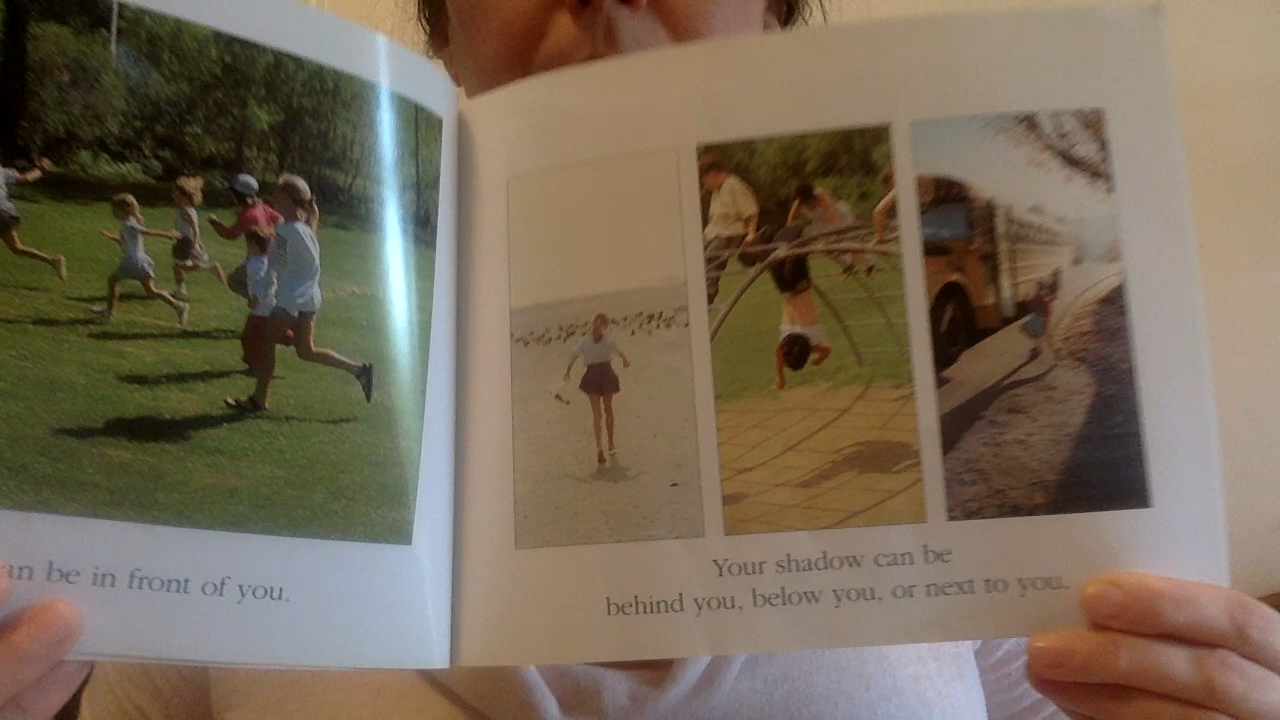 an be in front of you.
Your shadow can be
behind you, below you, or next to you.